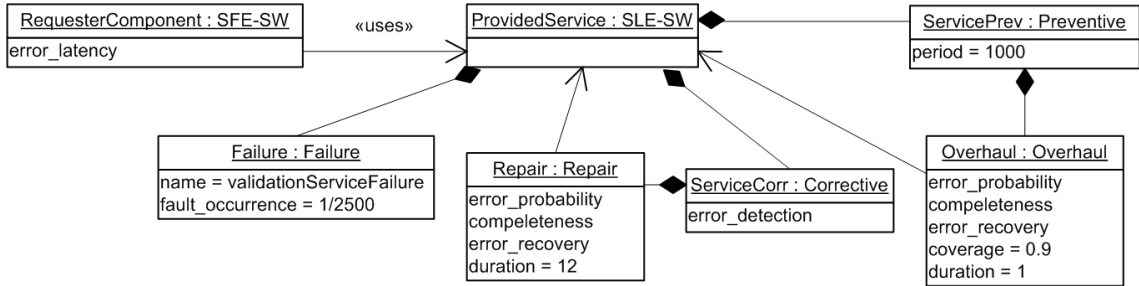 RequesterComponent : SFE-SW
error_latency
«uses»
ProvidedService : SLE-SW
ServicePrev : Preventive
period = 1000
Failure : Failure
name = validationServiceFailure
fault_occurrence = 1/2500
Repair : Repair
error_probability
compeleteness
error_recovery
duration = 12
ServiceCorr : Corrective
error_detection
Overhaul : Overhaul
error_probability
compeleteness
error_recovery
coverage = 0.9
duration = 1